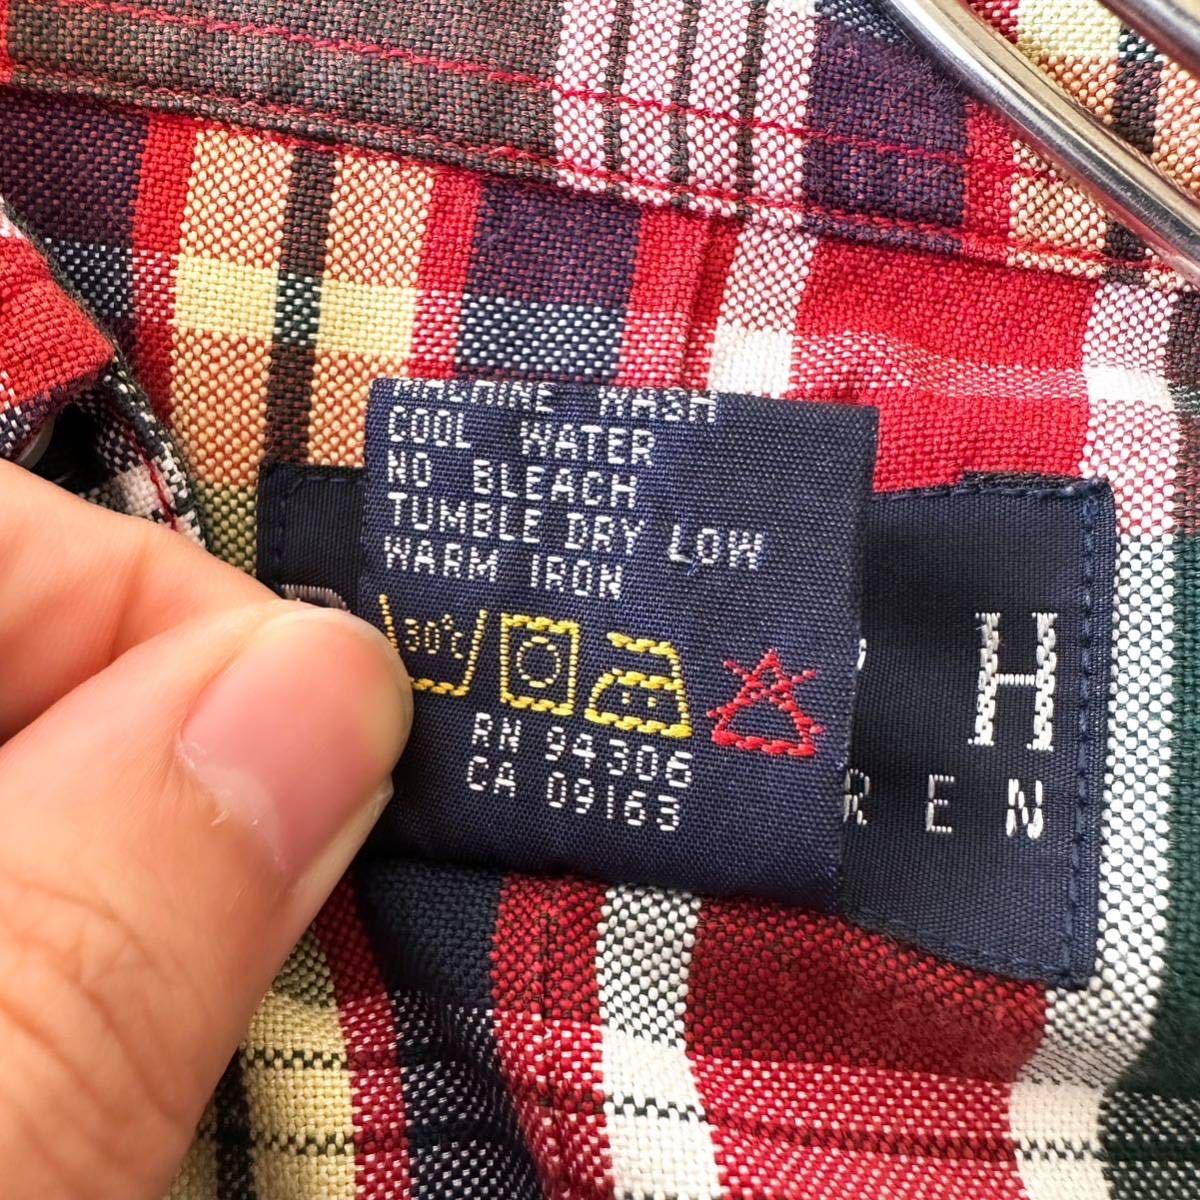 MACHINE WASH
COOL WATER
NO BLEACH
TUMBLE DRY LOW
WARM IRON
30°C
RN 94306
CA 09163
H
REN